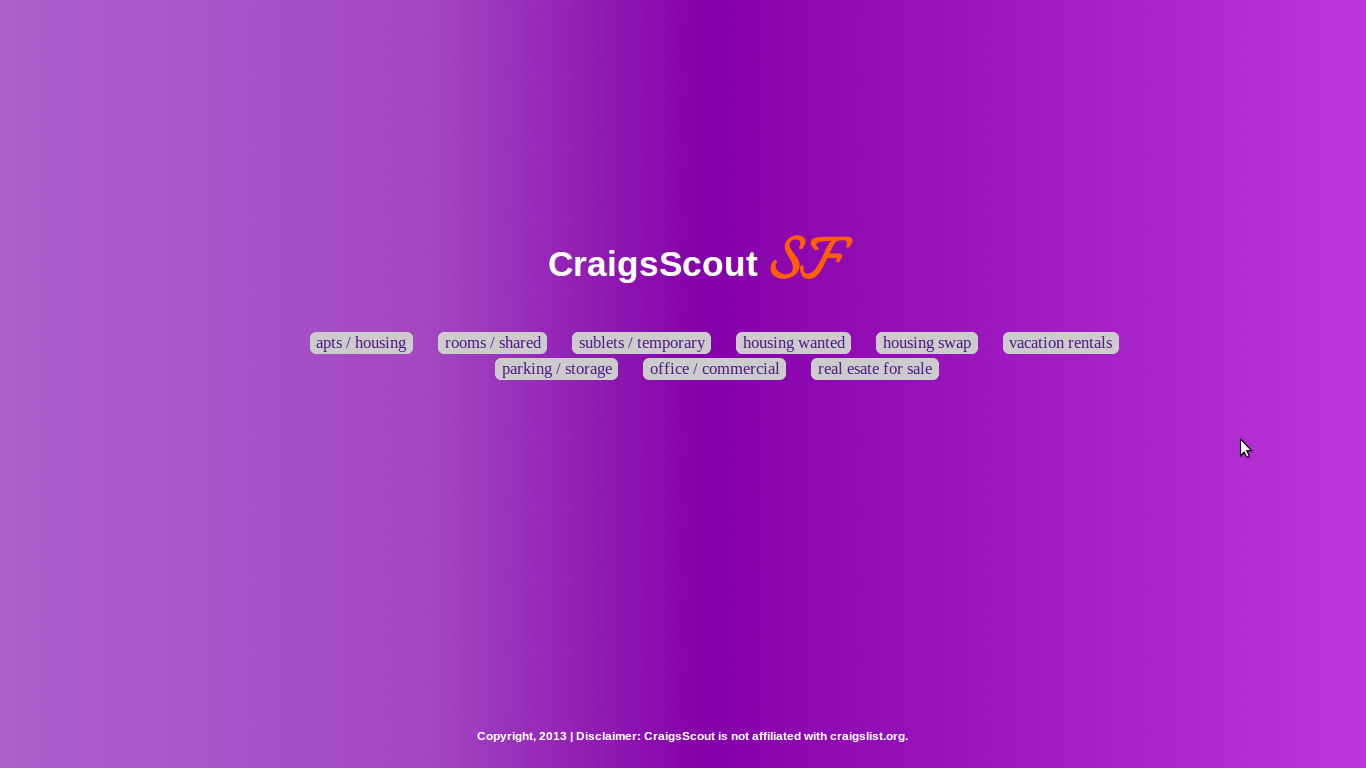 CraigsScout SF
apts / housing rooms / shared sublets / temporary housing wanted housing swap vacation rentals
parking / storage office / commercial real esate for sale
Copyright, 2013 | Disclaimer: CraigsScout is not affiliated with craigslist.org.